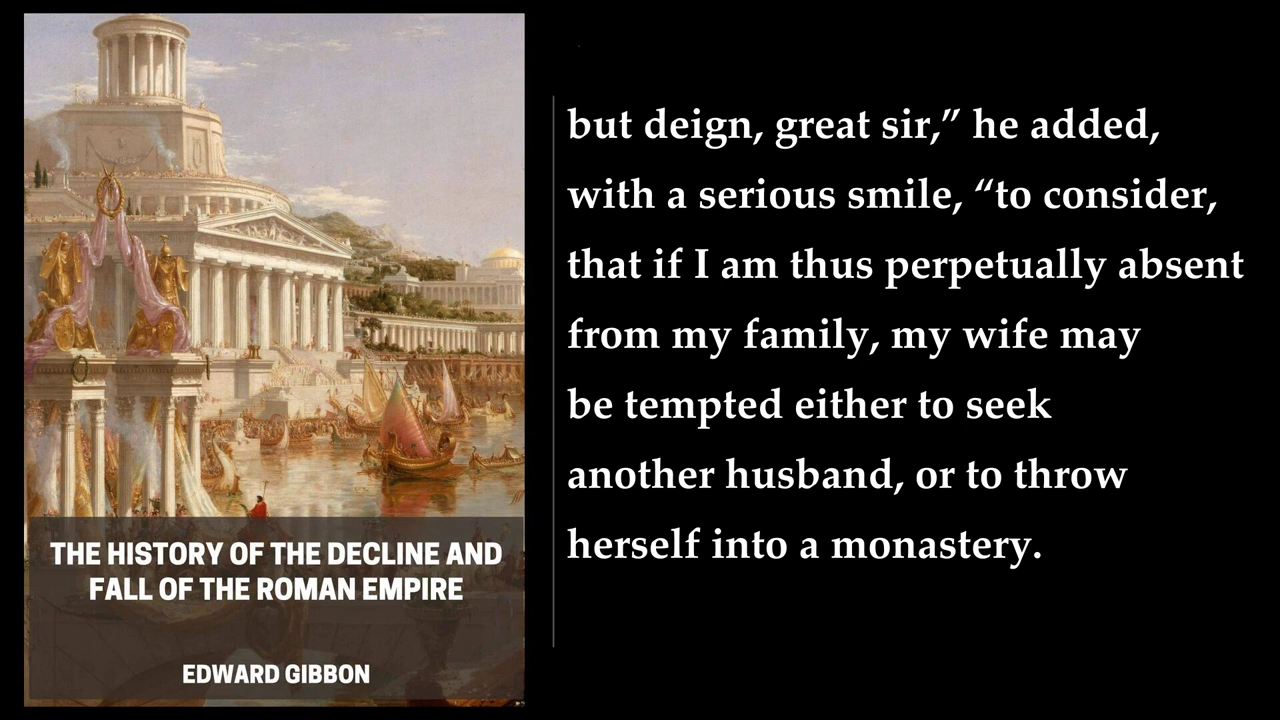 THE HISTORY OF THE DECLINE AND
FALL OF THE ROMAN EMPIRE
EDWARD GIBBON
but deign, great sir,” he added,
with a serious smile, “to consider,
that if I am thus perpetually absent
from my family, my wife may
be tempted either to seek
another husband, or to throw
herself into a monastery.